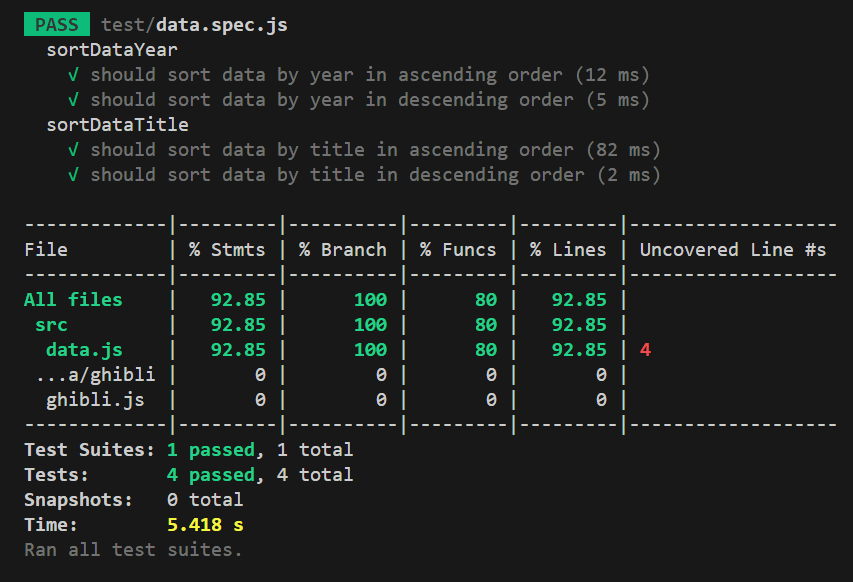 PASS test/data.spec.js
sortDataYear
√ should sort data by year in ascending order (12 ms)
√ should sort data by year in descending order (5 ms)
sortDataTitle
√ should sort data by title in ascending order (82 ms)
√ should sort data by title in descending order (2 ms)
-------------|---------|----------|---------|---------|-------------------
File         | % Stmts | % Branch | % Funcs | % Lines | Uncovered Line #s
-------------|---------|----------|---------|---------|-------------------
All files    |   92.85 |      100 |      80 |   92.85 |
 src         |   92.85 |      100 |      80 |   92.85 |
  data.js    |   92.85 |      100 |      80 |   92.85 | 4
 ...a/ghibli |       0 |        0 |       0 |       0 |
  ghibli.js  |       0 |        0 |       0 |       0 |
-------------|---------|----------|---------|---------|-------------------
Test Suites: 1 passed, 1 total
Tests:       4 passed, 4 total
Snapshots:   0 total
Time:        5.418 s
Ran all test suites.